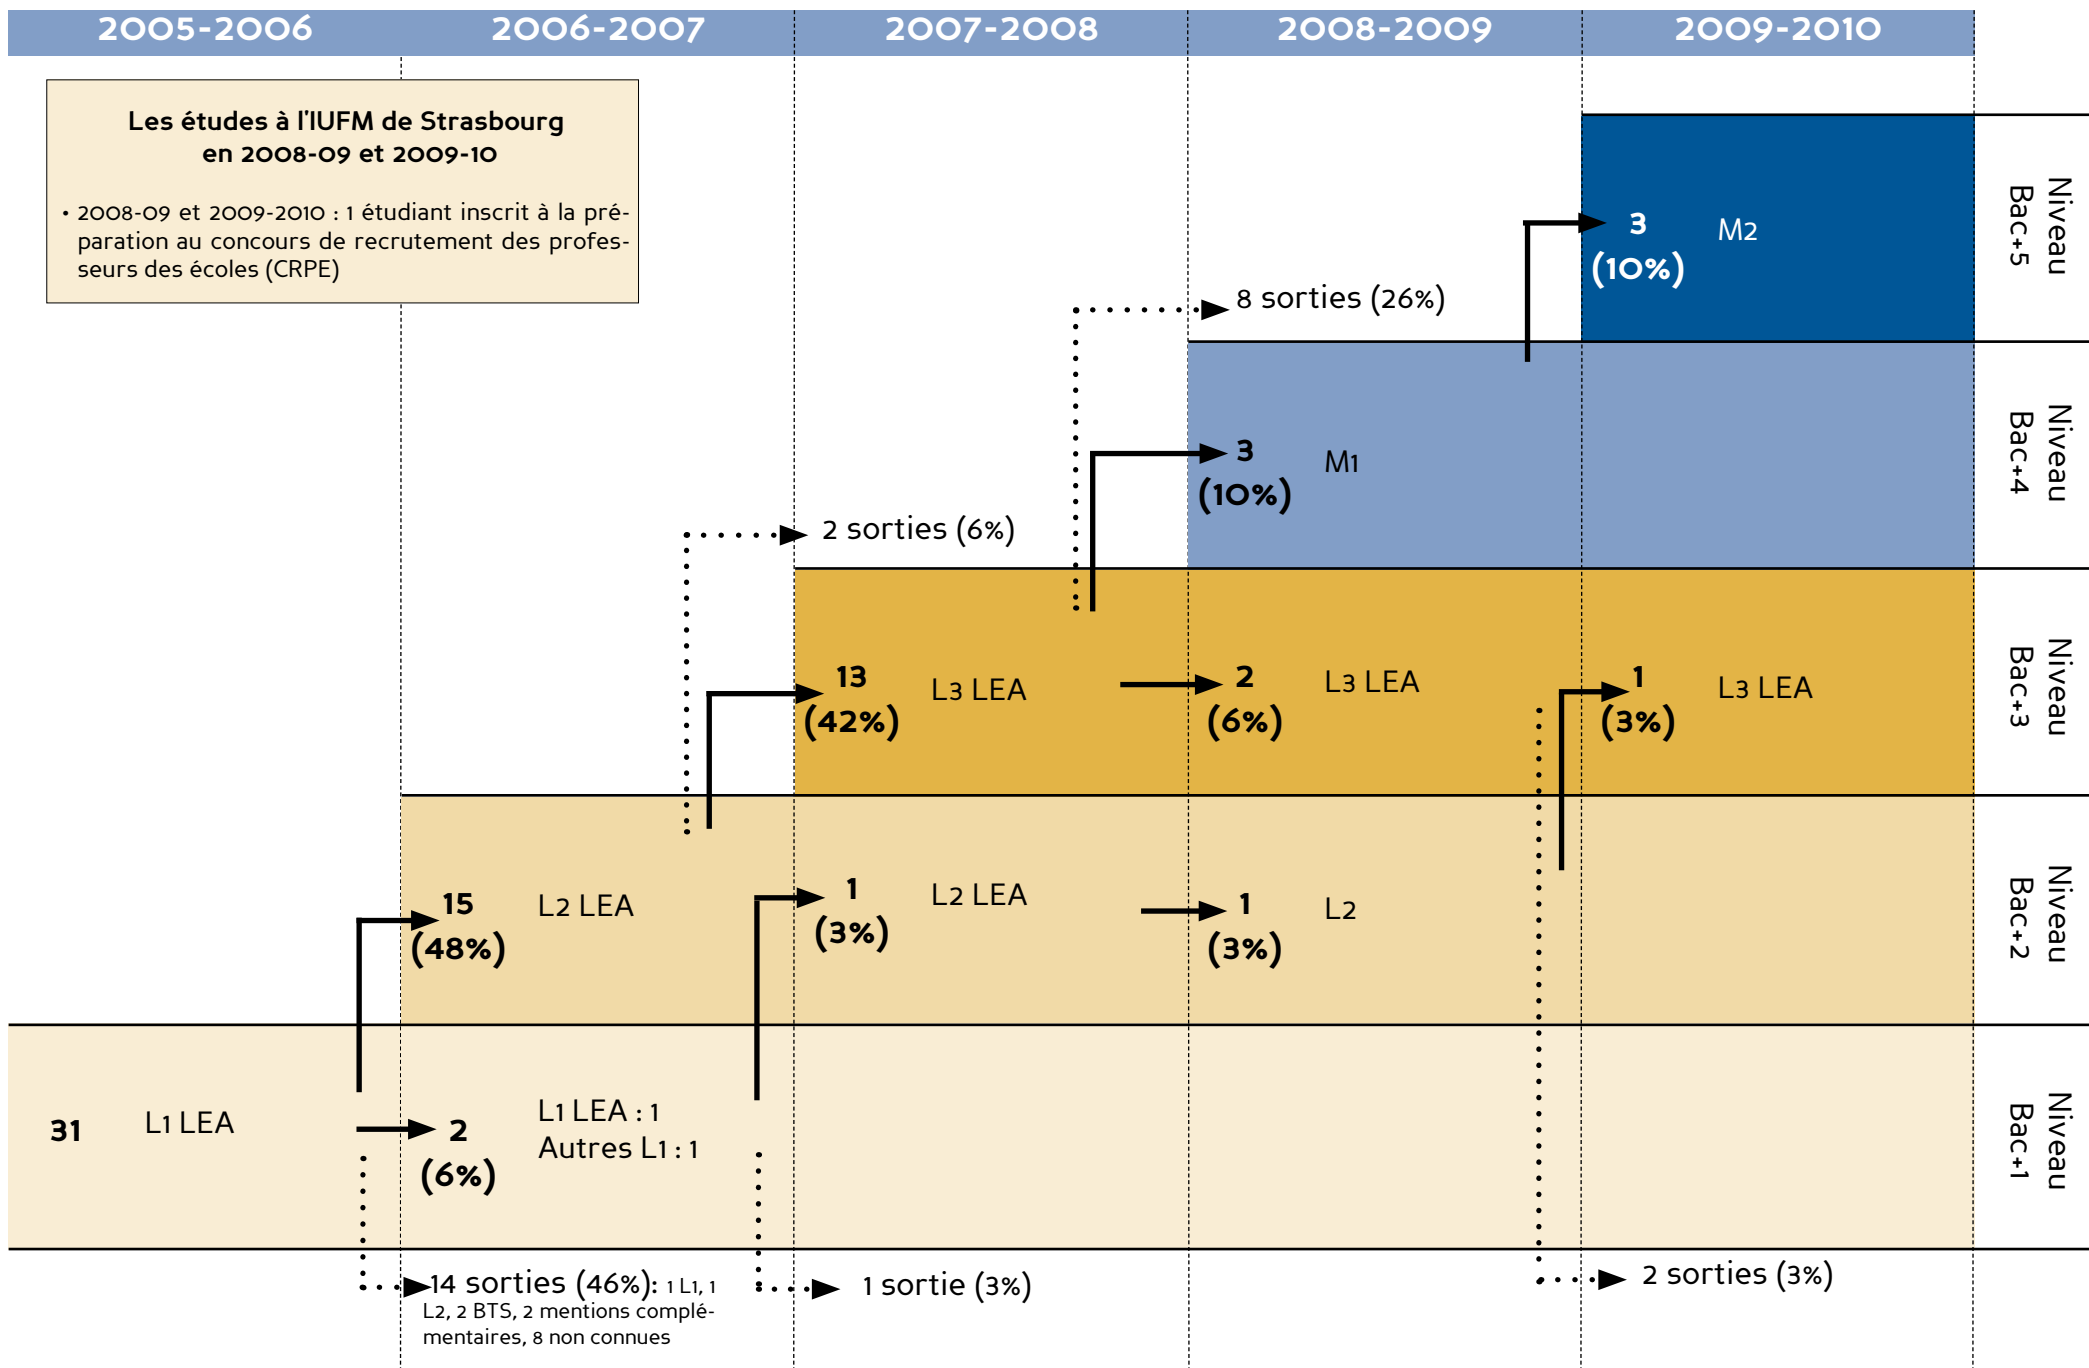 2005-2006 2006-2007 2007-2008 2008-2009 2009-2010
Les études à l'IUFM de Strasbourg
en 2008-09 et 2009-10
• 2008-09 et 2009-2010 : 1 étudiant inscrit à la pré-
paration au concours de recrutement des profes-
seurs des écoles (CRPE)
3 M2
(10%)
Niveau
Bac+5
8 sorties (26%)
3 M1
(10%)
Niveau
Bac+4
2 sorties (6%)
13 L3 LEA
(42%)
2 L3 LEA
(6%)
1 L3 LEA
(3%)
Niveau
Bac+3
15 L2 LEA
(48%)
1 L2 LEA
(3%)
1 L2
(3%)
Niveau
Bac+2
31 L1 LEA
2
(6%)
L1 LEA : 1
Autres L1 : 1
Niveau
Bac+1
14 sorties (46%): 1 L1, 1
L2, 2 BTS, 2 mentions complé-
mentaires, 8 non connues
1 sortie (3%)
2 sorties (3%)